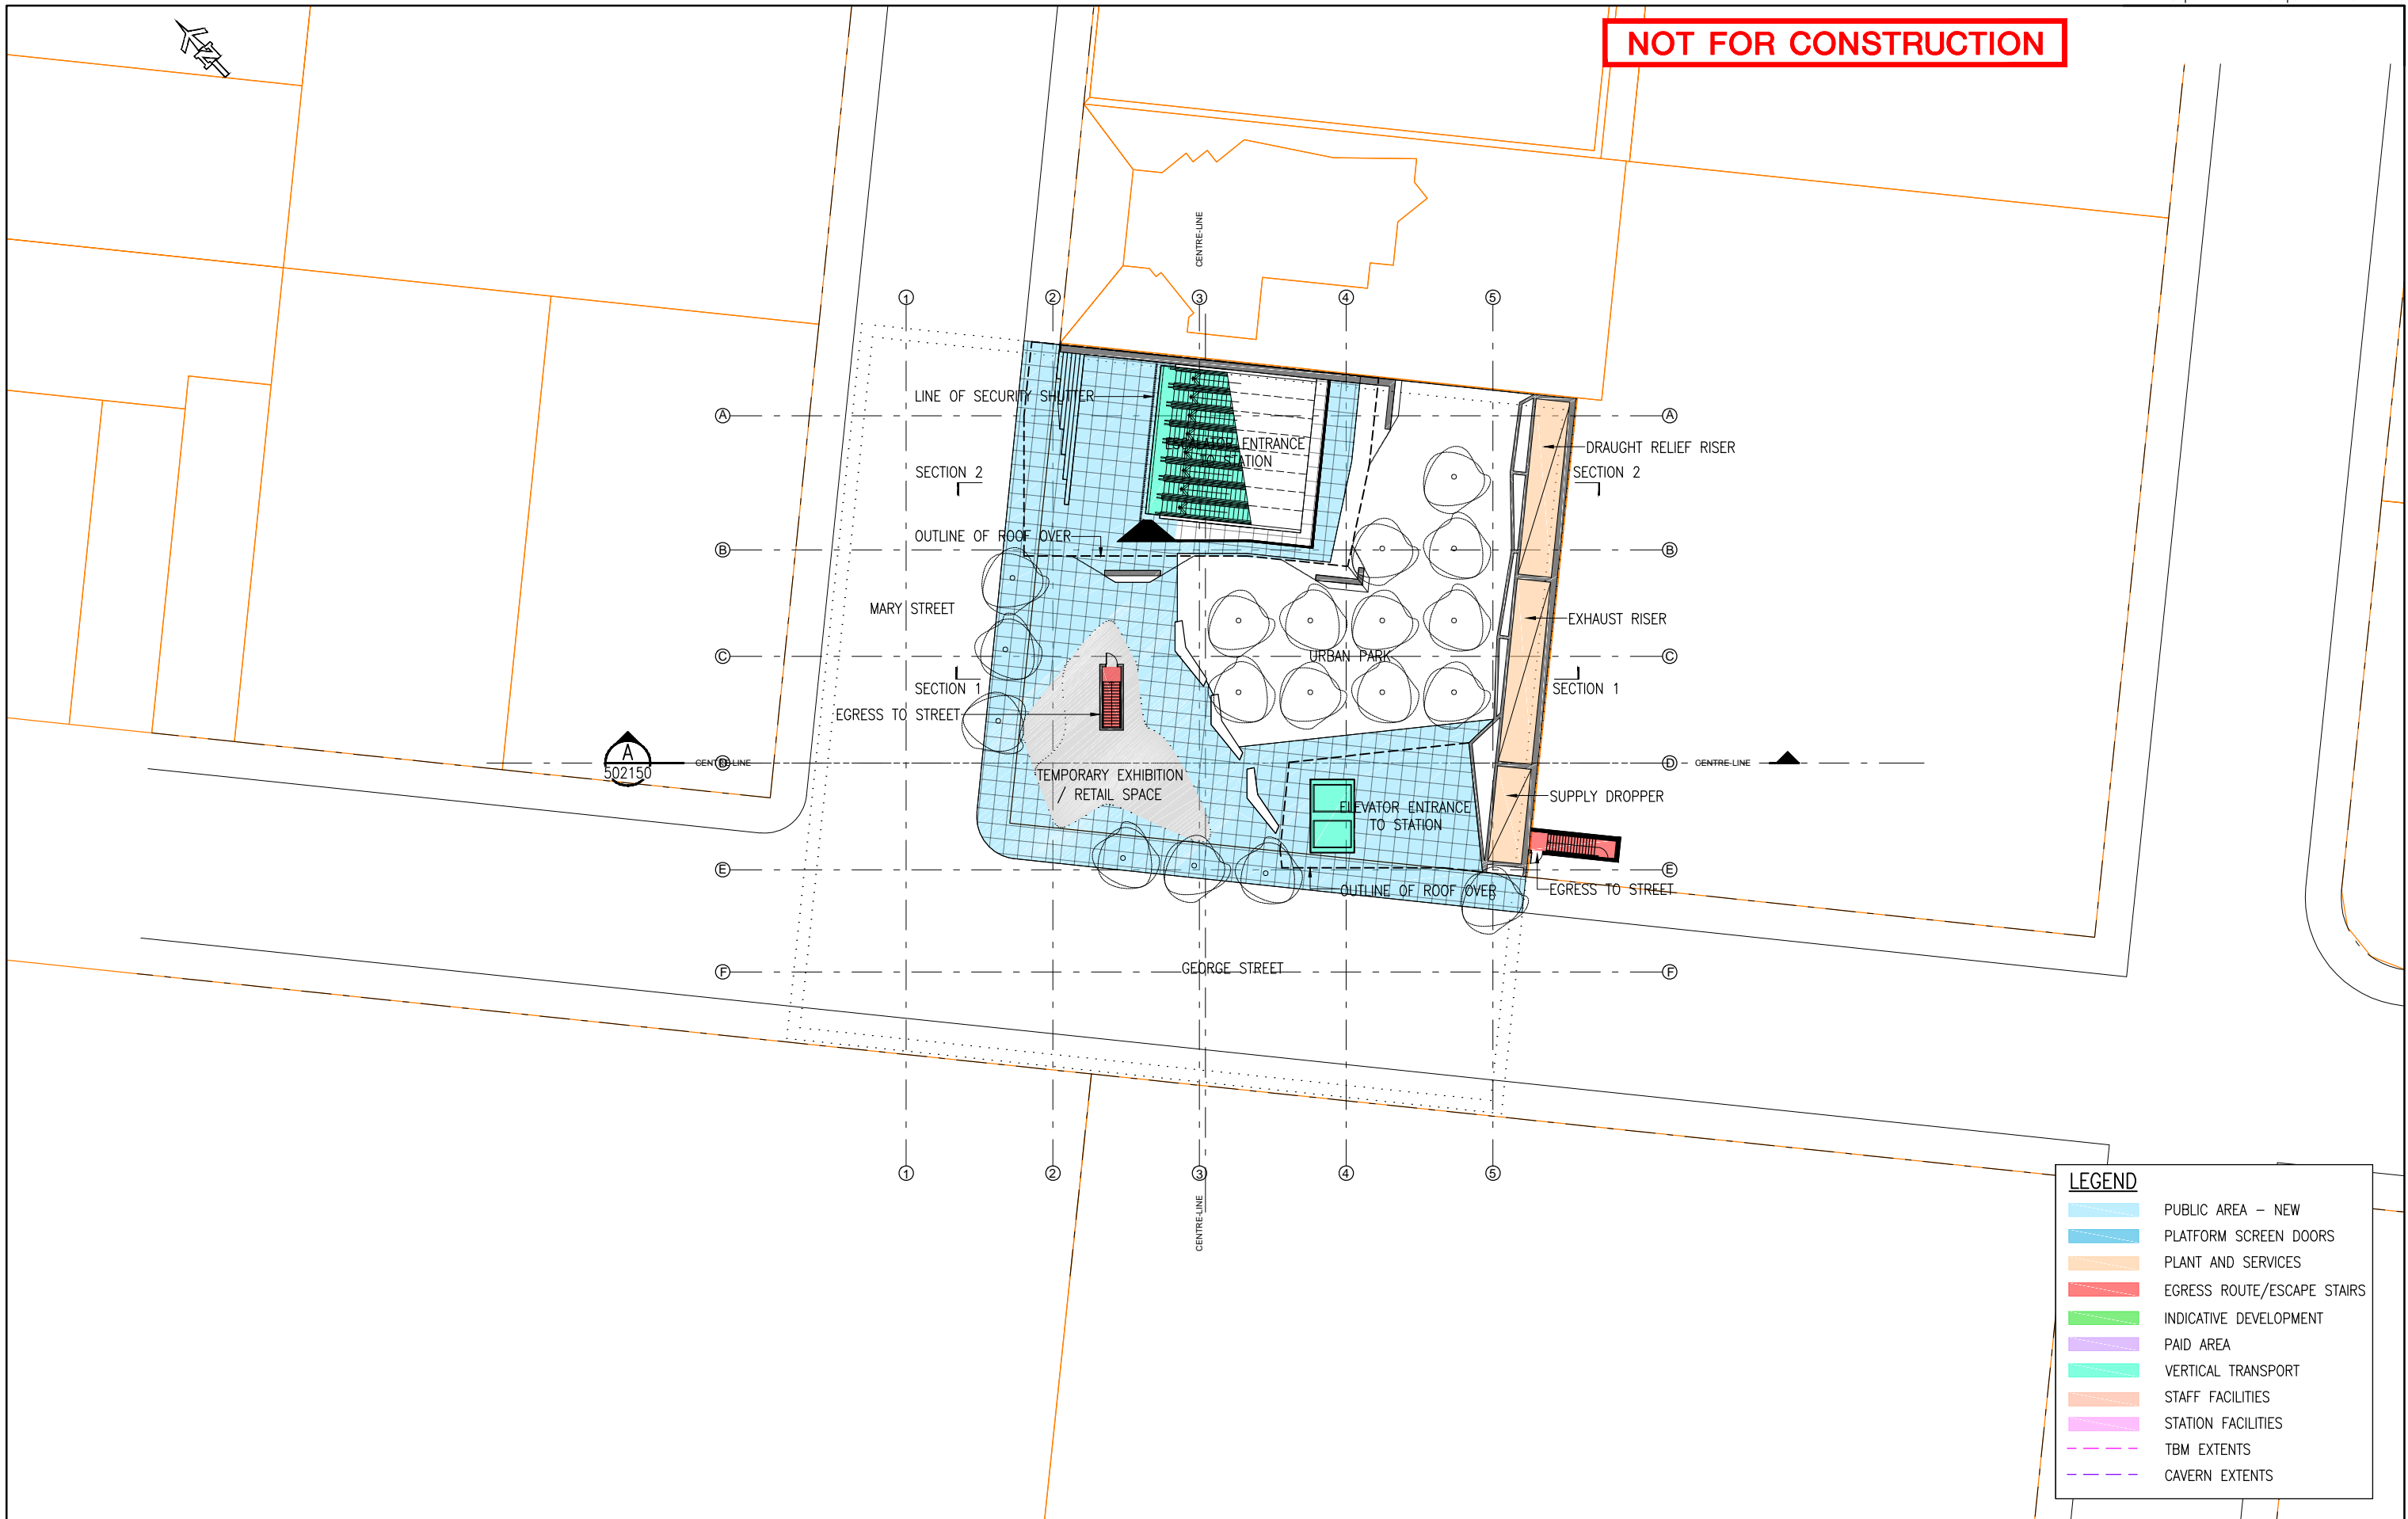 NOT FOR CONSTRUCTION
N
CENTRE-LINE
1
2
3
4
5
LINE OF SECURITY SHUTTER
A
A
ESCALATOR ENTRANCE
TO STATION
DRAUGHT RELIEF RISER
SECTION 2
SECTION 2
OUTLINE OF ROOF OVER
B
B
MARY STREET
EXHAUST RISER
C
URBAN PARK
C
SECTION 1
SECTION 1
EGRESS TO STREET
A
502150
CENTRE-LINE
D
D
CENTRE-LINE
TEMPORARY EXHIBITION
/ RETAIL SPACE
SUPPLY DROPPER
ELEVATOR ENTRANCE
TO STATION
E
E
OUTLINE OF ROOF OVER
EGRESS TO STREET
F
GEORGE STREET
F
1
2
3
4
5
CENTRE-LINE
LEGEND
PUBLIC AREA - NEW
PLATFORM SCREEN DOORS
PLANT AND SERVICES
EGRESS ROUTE/ESCAPE STAIRS
INDICATIVE DEVELOPMENT
PAID AREA
VERTICAL TRANSPORT
STAFF FACILITIES
STATION FACILITIES
TBM EXTENTS
CAVERN EXTENTS